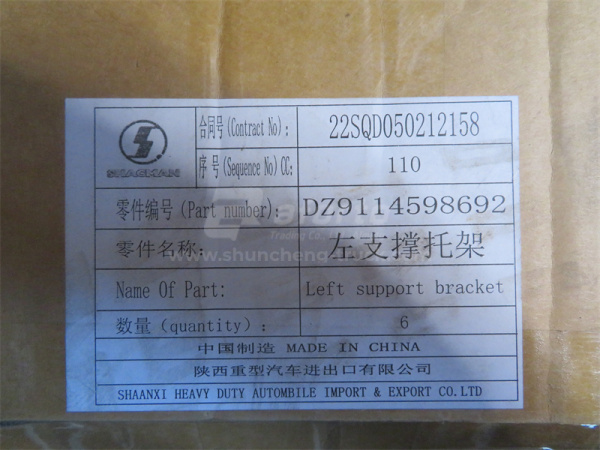 SHACMAN
合同号(Contract No):
22SQD050212158
序号(Sequence No)CC:
110
零件编号(Part number):
DZ9114598692
零件名称:
左支撑托架
Name Of Part:
Left support bracket
数量(quantity):
6
中国制造 MADE IN CHINA
陕西重型汽车进出口有限公司
SHAANXI HEAVY DUTY AUTOMBILE IMPORT & EXPORT CO.LTD